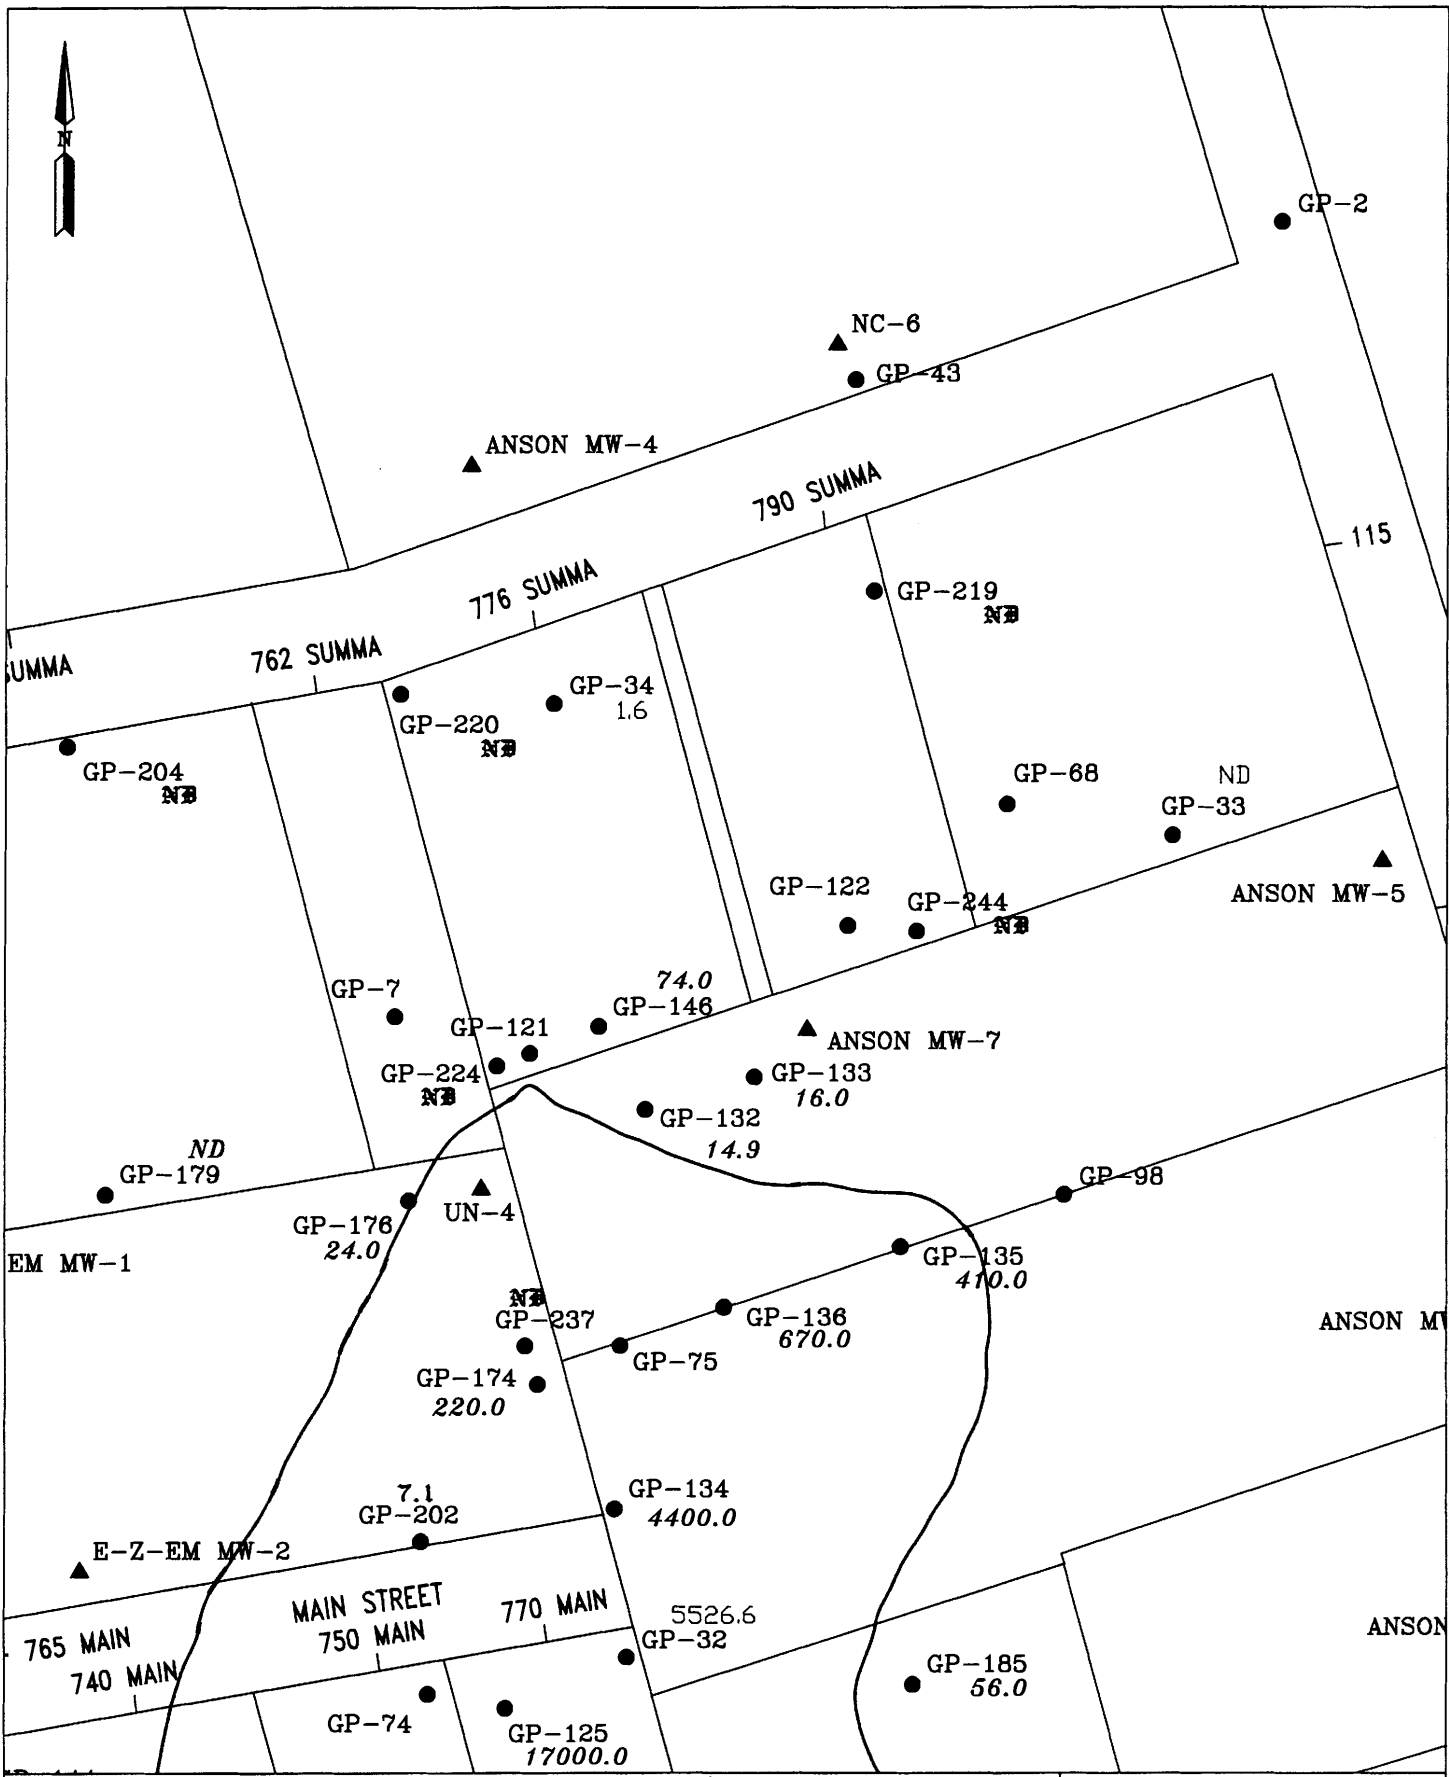 N
GP-2
NC-6
GP-43
ANSON MW-4
790 SUMMA
115
776 SUMMA
GP-219
ND
762 SUMMA
SUMMA
GP-34
1.6
GP-220
ND
GP-204
ND
GP-68
ND
GP-33
ANSON MW-5
GP-122
GP-244
ND
74.0
GP-146
GP-7
GP-121
ANSON MW-7
GP-224
ND
GP-133
16.0
GP-132
14.9
ND
GP-179
GP-98
UN-4
GP-176
24.0
EM MW-1
GP-135
410.0
ND
GP-237
GP-136
670.0
ANSON MW
GP-75
GP-174
220.0
7.1
GP-202
GP-134
4400.0
E-Z-EM MW-2
MAIN STREET
770 MAIN
5526.6
GP-32
765 MAIN
750 MAIN
ANSON
740 MAIN
GP-185
56.0
GP-74
GP-125
17000.0